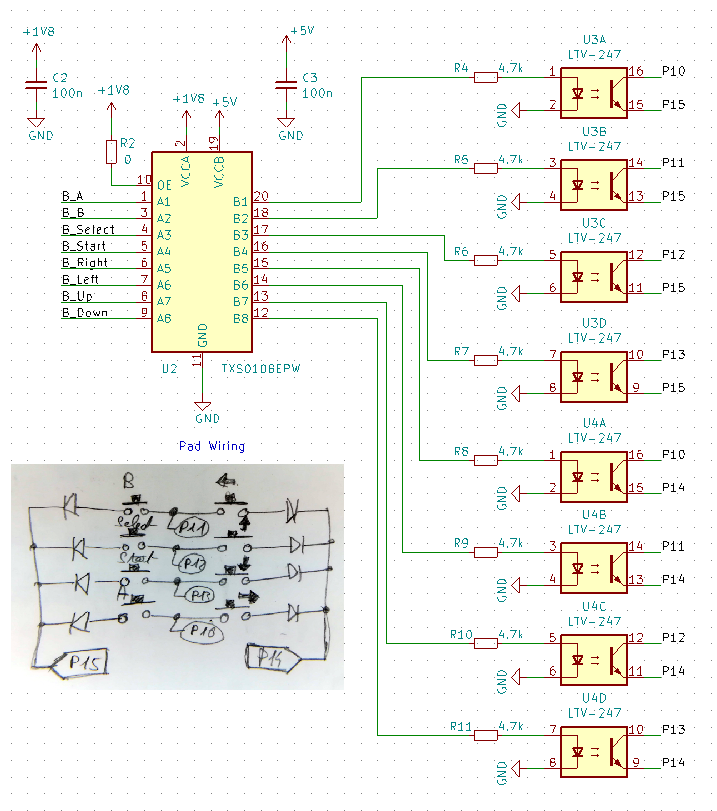 +1V8
C2
100n
GND
+1V8
R2
0
+1V8
+5V
+5V
C3
100n
GND
2
VCCA
19
VCCB
10 OE
B_A 1 A1 B1 20
B_B 3 A2 B2 18
B_Select 4 A3 B3 17
B_Start 5 A4 B4 16
B_Right 6 A5 B5 15
B_Left 7 A6 B6 14
B_Up 8 A7 B7 13
B_Down 9 A8 B8 12
GND
11
U2 TXS0108EPW
GND
U3A
LTV-247
R4 4.7k 1 16 P10
GND 2 15 P15
U3B
LTV-247
R5 4.7k 3 14 P11
GND 4 13 P15
U3C
LTV-247
R6 4.7k 5 12 P12
GND 6 11 P15
U3D
LTV-247
R7 4.7k 7 10 P13
GND 8 9 P15
U4A
LTV-247
R8 4.7k 1 16 P10
GND 2 15 P14
U4B
LTV-247
R9 4.7k 3 14 P11
GND 4 13 P14
U4C
LTV-247
R10 4.7k 5 12 P12
GND 6 11 P14
U4D
LTV-247
R11 4.7k 7 10 P13
GND 8 9 P14
Pad Wiring
B
P11
Select
P12
Start
P13
A
P10
P15 P14